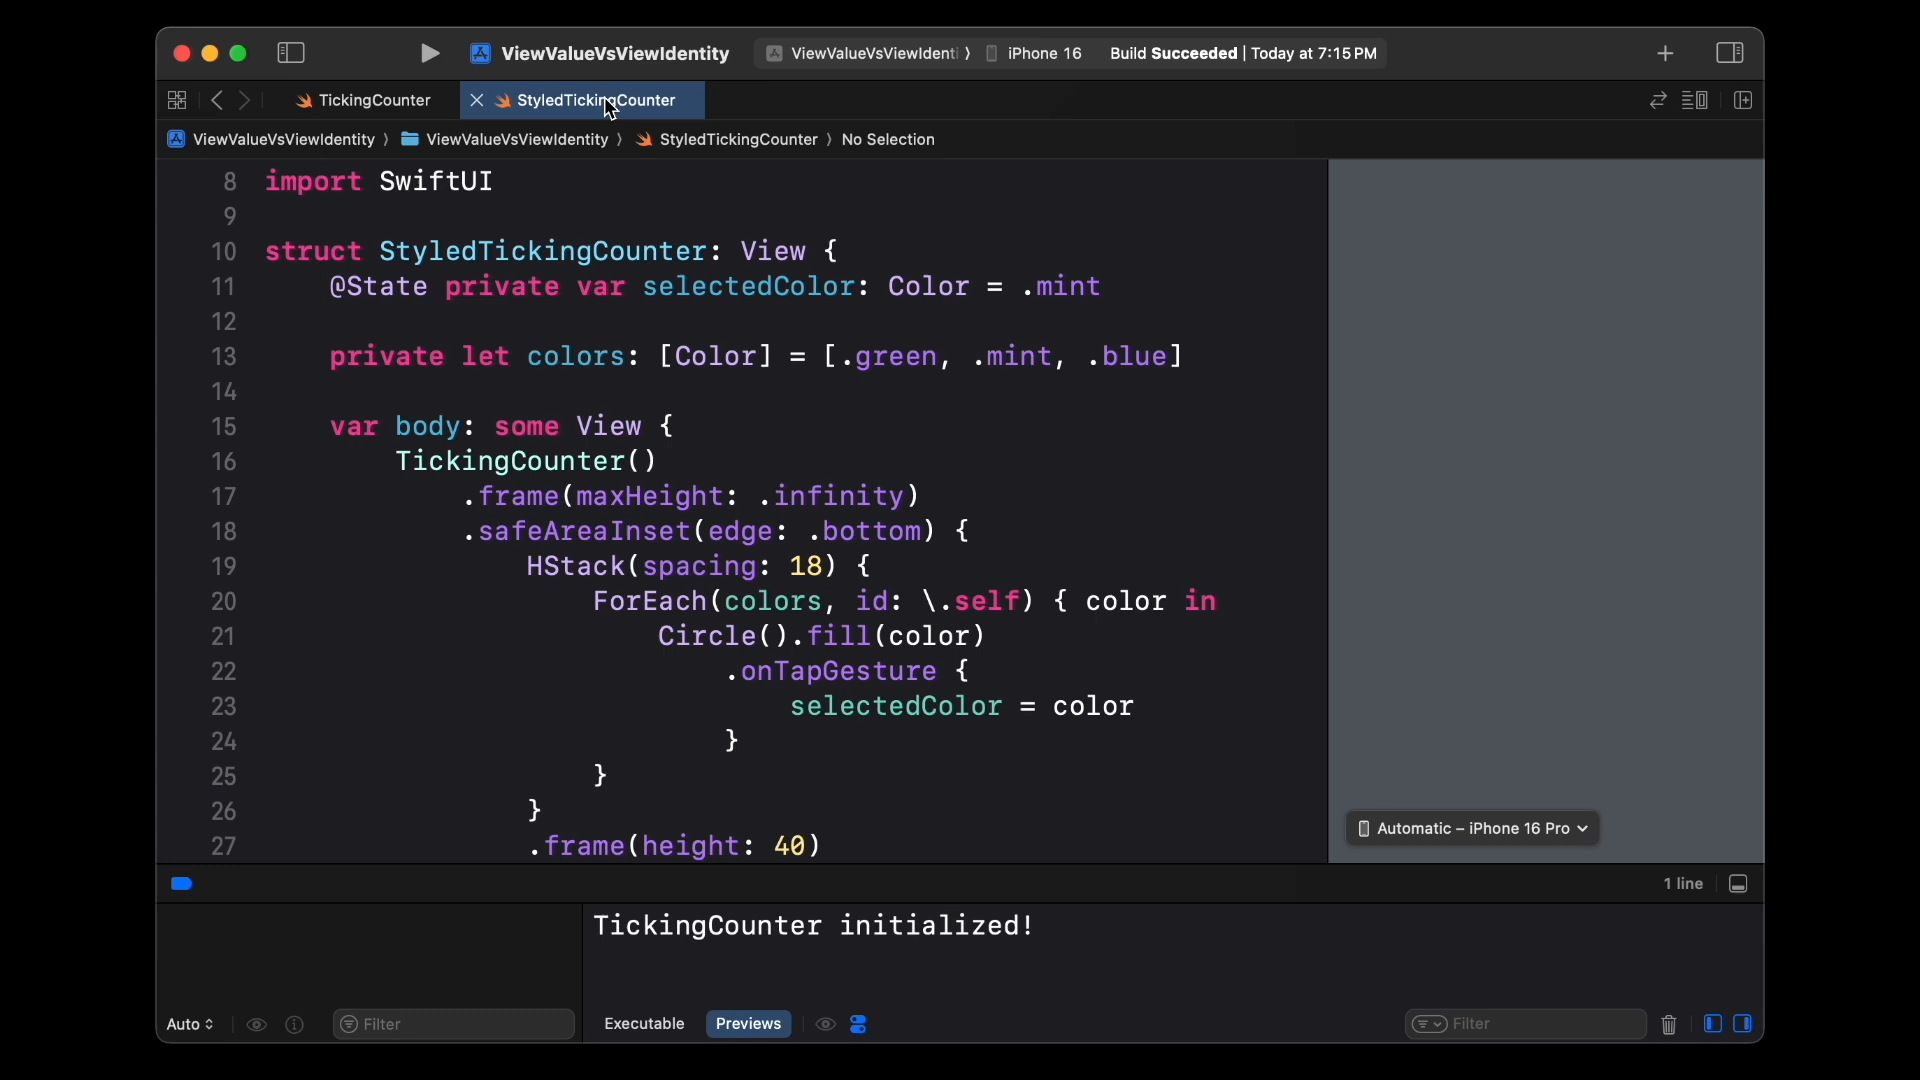 ViewValueVsViewIdentity
ViewValueVsViewIdenti ⟩ iPhone 16
Build Succeeded | Today at 7:15 PM
TickingCounter
StyledTickingCounter
ViewValueVsViewIdentity ⟩ ViewValueVsViewIdentity ⟩ StyledTickingCounter ⟩ No Selection
8 import SwiftUI
9
10 struct StyledTickingCounter: View {
11     @State private var selectedColor: Color = .mint
12
13     private let colors: [Color] = [.green, .mint, .blue]
14
15     var body: some View {
16         TickingCounter()
17             .frame(maxHeight: .infinity)
18             .safeAreaInset(edge: .bottom) {
19                 HStack(spacing: 18) {
20                     ForEach(colors, id: \.self) { color in
21                         Circle().fill(color)
22                             .onTapGesture {
23                                 selectedColor = color
24                             }
25                     }
26                 }
27                 .frame(height: 40)
Automatic – iPhone 16 Pro
1 line
TickingCounter initialized!
Auto
Filter
Executable
Previews
Filter